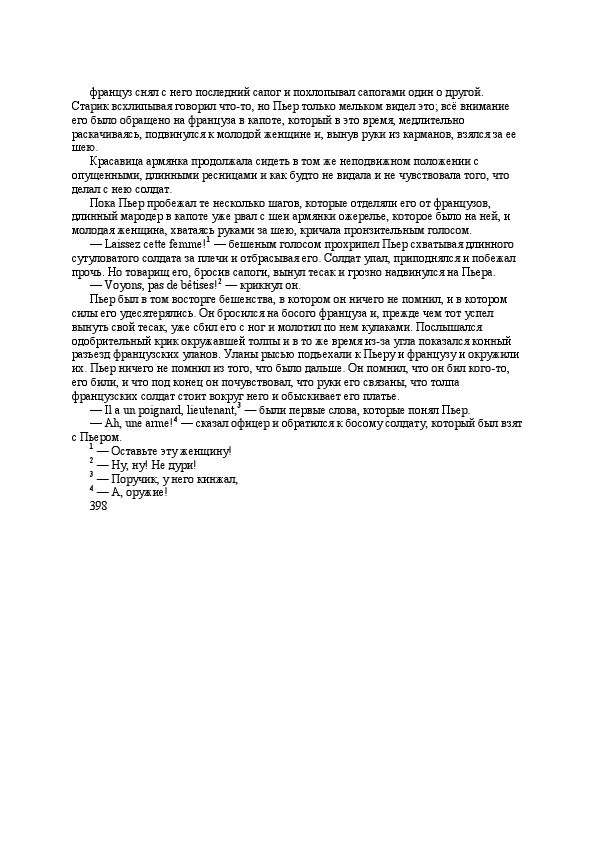 француз снял с него последний сапог и похлопывал сапогами один о другой.
Старик всхлипывая говорил что-то, но Пьер только мельком видел это; всё внимание
его было обращено на француза в капоте, который в это время, медлительно
раскачиваясь, подвинулся к молодой женщине и, вынув руки из карманов, взялся за ее
шею.
Красавица армянка продолжала сидеть в том же неподвижном положении с
опущенными, длинными ресницами и как будто не видала и не чувствовала того, что
делал с нею солдат.
Пока Пьер пробежал те несколько шагов, которые отделяли его от французов,
длинный мародер в капоте уже рвал с шеи армянки ожерелье, которое было на ней, и
молодая женщина, хватаясь руками за шею, кричала пронзительным голосом.
— Laissez cette femme!¹ — бешеным голосом прохрипел Пьер схватывая длинного
сутуловатого солдата за плечи и отбрасывая его. Солдат упал, приподнялся и побежал
прочь. Но товарищ его, бросив сапоги, вынул тесак и грозно надвинулся на Пьера.
— Voyons, pas de bêtises!² — крикнул он.
Пьер был в том восторге бешенства, в котором он ничего не помнил, и в котором
силы его удесятерялись. Он бросился на босого француза и, прежде чем тот успел
вынуть свой тесак, уже сбил его с ног и молотил по нем кулаками. Послышался
одобрительный крик окружавшей толпы и в то же время из-за угла показался конный
разъезд французских уланов. Уланы рысью подъехали к Пьеру и французу и окружили
их. Пьер ничего не помнил из того, что было дальше. Он помнил, что он бил кого-то,
его били, и что под конец он почувствовал, что руки его связаны, что толпа
французских солдат стоит вокруг него и обыскивает его платье.
— Il a un poignard, lieutenant,³ — были первые слова, которые понял Пьер.
— Ah, une arme!⁴ — сказал офицер и обратился к босому солдату, который был взят
с Пьером.
¹ — Оставьте эту женщину!
² — Ну, ну! Не дури!
³ — Поручик, у него кинжал,
⁴ — А, оружие!
398